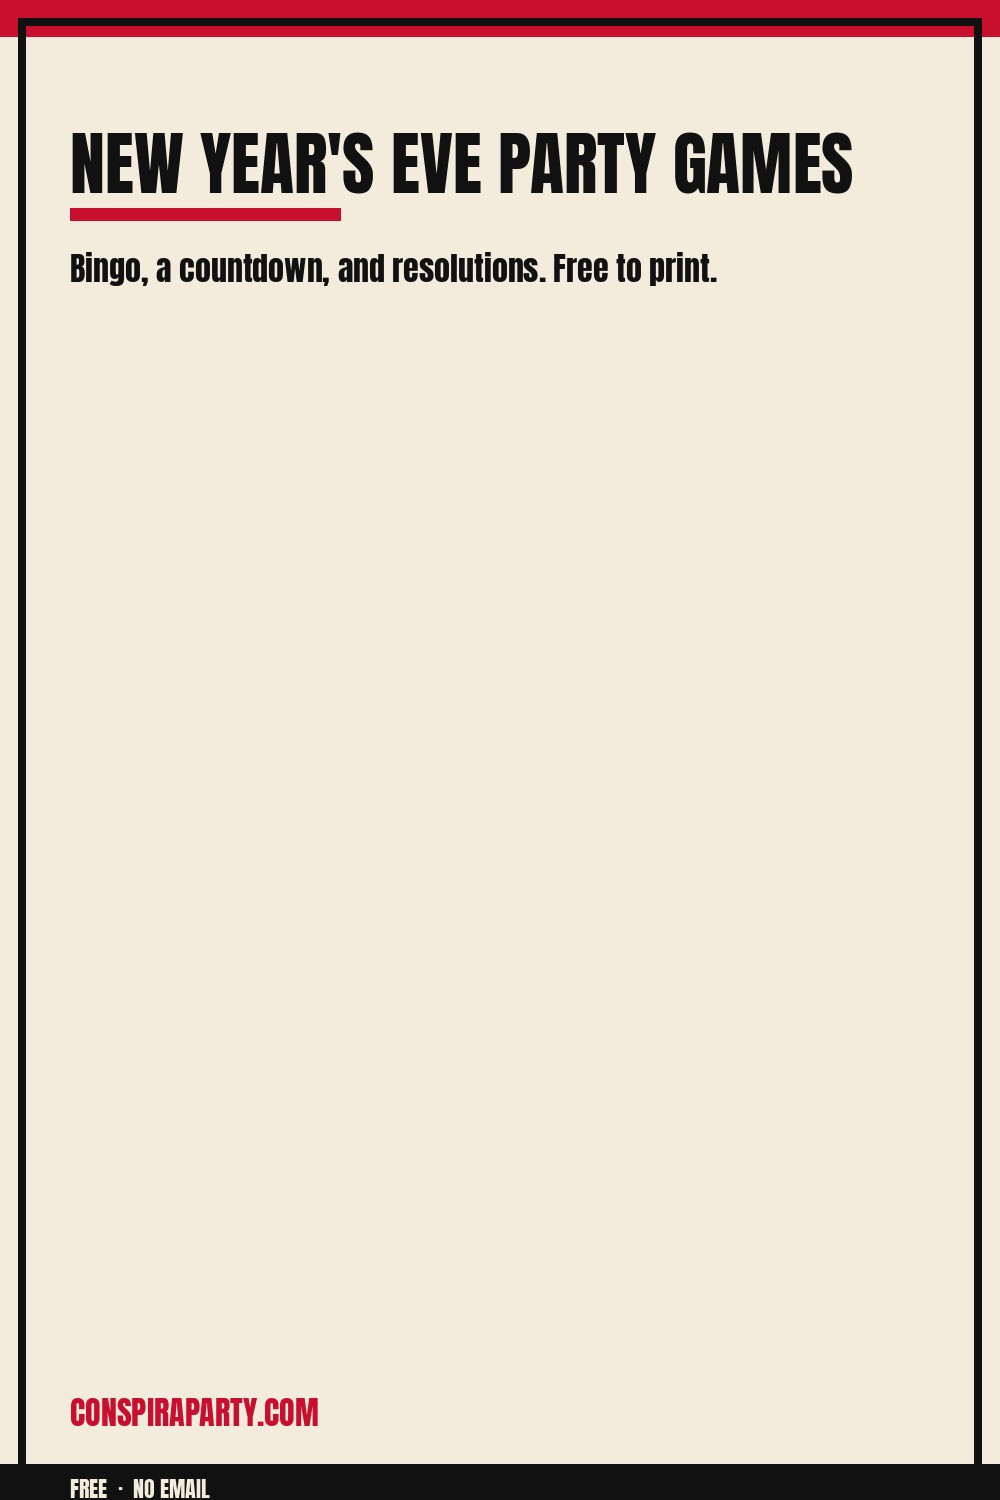 NEW YEAR'S EVE PARTY GAMES
Bingo, a countdown, and resolutions. Free to print.
CONSPIRAPARTY.COM
FREE · NO EMAIL